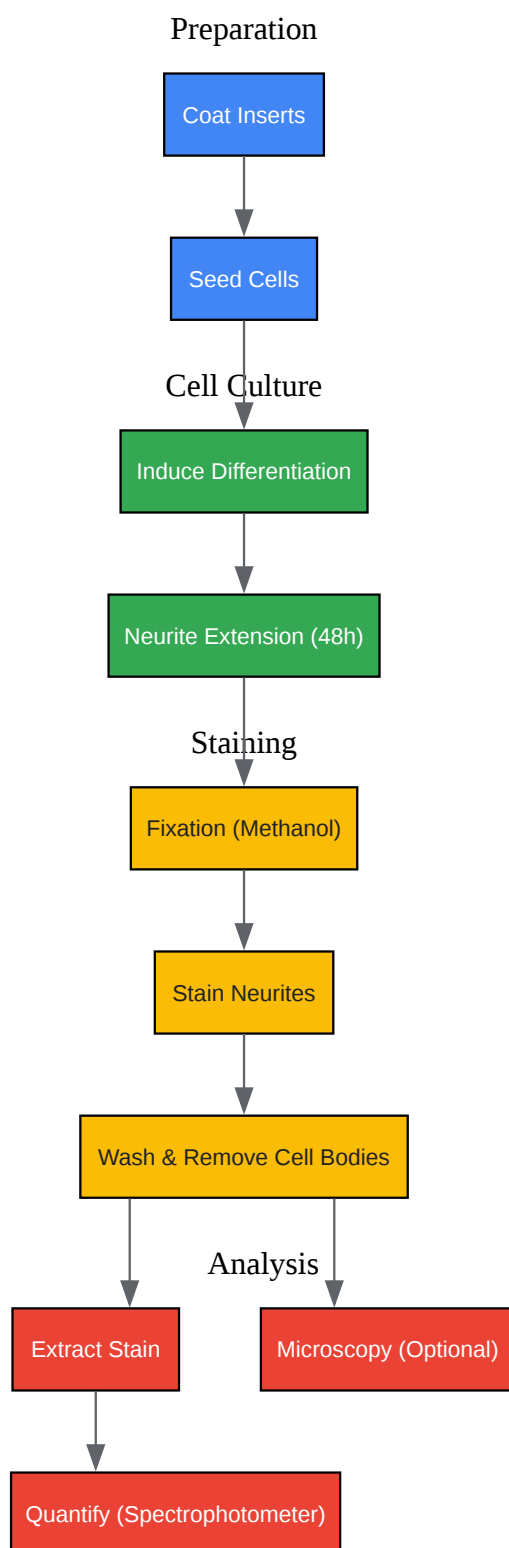 Preparation
Coat Inserts
Seed Cells
Cell Culture
Induce Differentiation
Neurite Extension (48h)
Staining
Fixation (Methanol)
Stain Neurites
Wash & Remove Cell Bodies
Analysis
Extract Stain
Microscopy (Optional)
Quantify (Spectrophotometer)